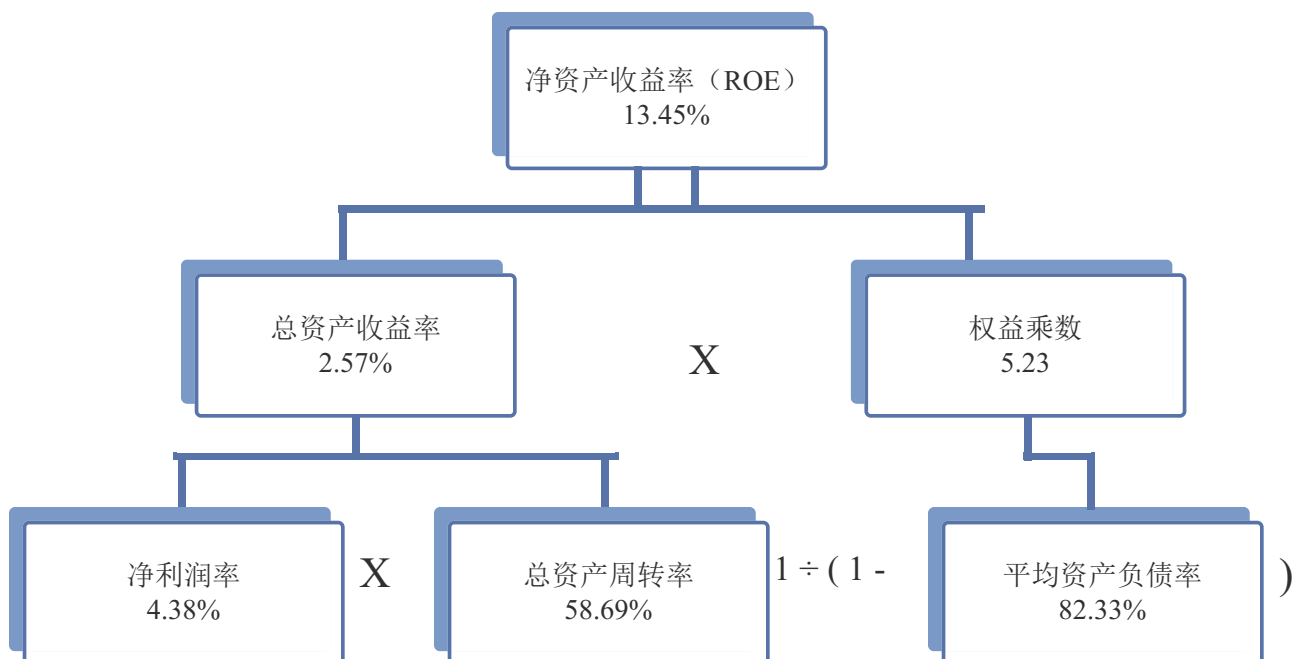 净资产收益率（ROE）
13.45%
总资产收益率
2.57%
X
权益乘数
5.23
净利润率
4.38%
X
总资产周转率
58.69%
1 ÷ ( 1 -
平均资产负债率
82.33%
)